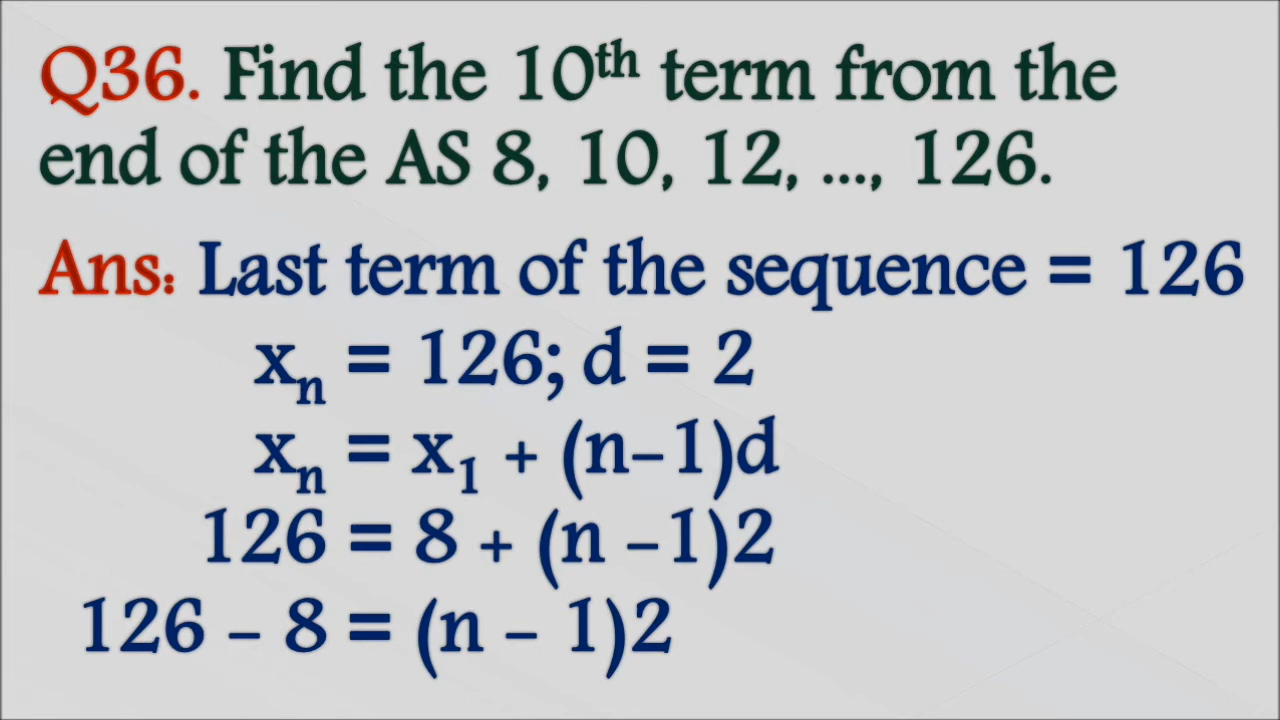 Q36. Find the 10th term from the
end of the AS 8, 10, 12, ..., 126.
Ans: Last term of the sequence = 126
xn = 126; d = 2
xn = x1 + (n–1)d
126 = 8 + (n –1)2
126 – 8 = (n – 1)2